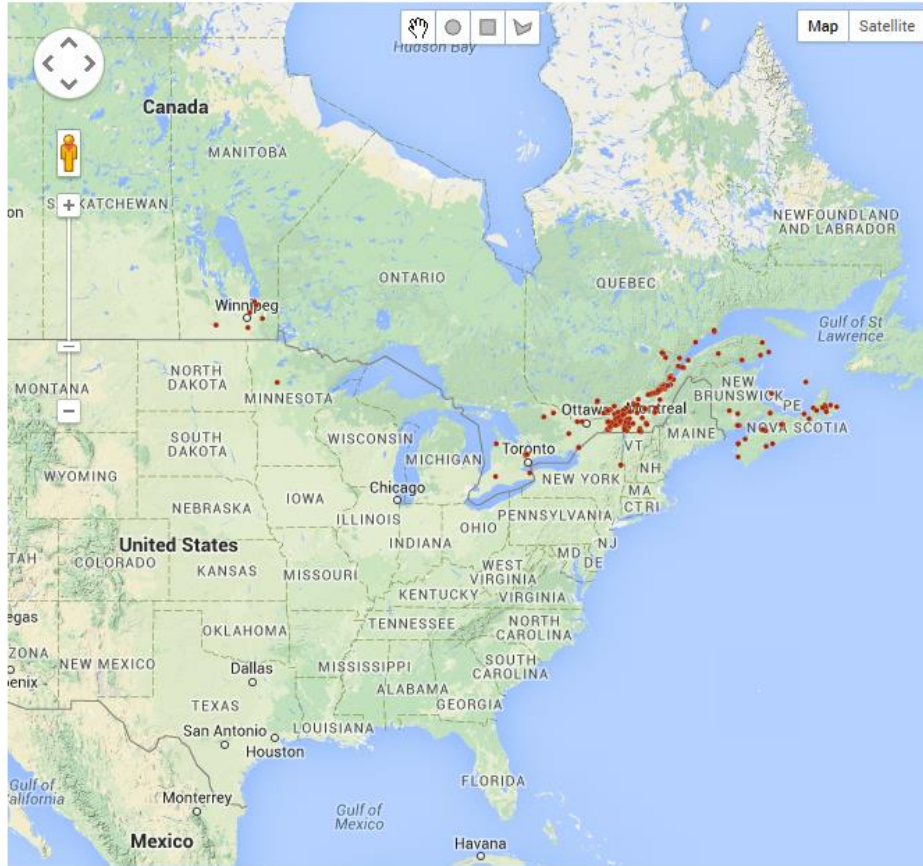 Hudson Bay
Map
Satellite
Canada
MANITOBA
NEWFOUNDLAND
AND LABRADOR
ONTARIO
QUEBEC
Winnipeg
Gulf of St
Lawrence
NORTH
DAKOTA
MONTANA
MINNESOTA
NEW
BRUNSWICK
PE
NOVA SCOTIA
Ottawa
Montreal
MAINE
SOUTH
DAKOTA
WISCONSIN
MICHIGAN
Toronto
VT
NH
WYOMING
NEW YORK
MA
CT
RI
NEBRASKA
IOWA
Chicago
ILLINOIS
OHIO
PENNSYLVANIA
INDIANA
NJ
MD
DE
United States
TAH
COLORADO
KANSAS
MISSOURI
WEST
VIRGINIA
KENTUCKY
VIRGINIA
egas
OKLAHOMA
TENNESSEE
NORTH
CAROLINA
ZONA
NEW MEXICO
enix
Dallas
MISSISSIPPI
SOUTH
CAROLINA
ALABAMA
TEXAS
GEORGIA
San Antonio
LOUISIANA
Houston
FLORIDA
Gulf of
California
Monterrey
Gulf of
Mexico
Mexico
Havana